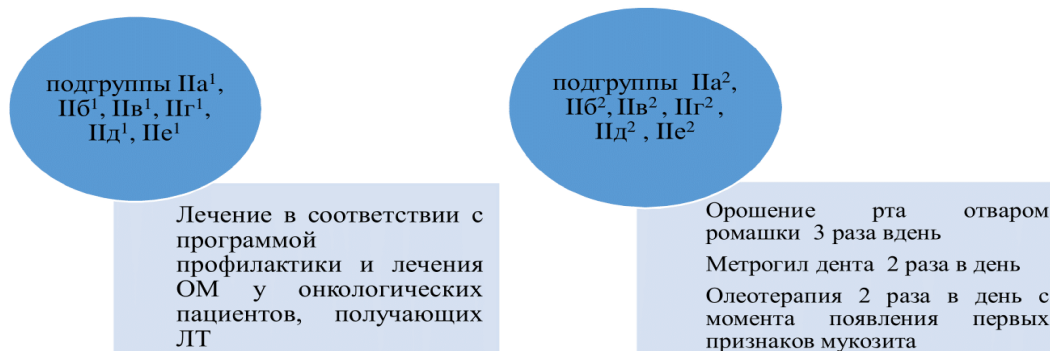 подгруппы IIа¹,
IIб¹, IIв¹, IIг¹,
IIд¹, IIе¹
Лечение в соответствии с
программой
профилактики и лечения
ОМ у онкологических
пациентов, получающих
ЛТ
подгруппы IIа²,
IIб², IIв² , IIг² ,
IIд² , IIе²
Орошение рта отваром
ромашки 3 раза вдень
Метрогил дента 2 раза в день
Олеотерапия 2 раза в день с
момента появления первых
признаков мукозита